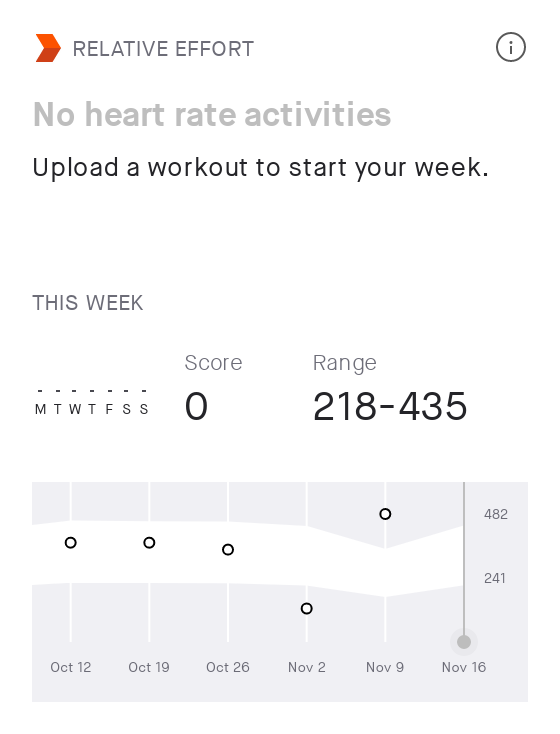 RELATIVE EFFORT
No heart rate activities
Upload a workout to start your week.
THIS WEEK
Score
Range
- - - - - - -
M T W T F S S
0
218-435
482
241
Oct 12 Oct 19 Oct 26 Nov 2 Nov 9 Nov 16